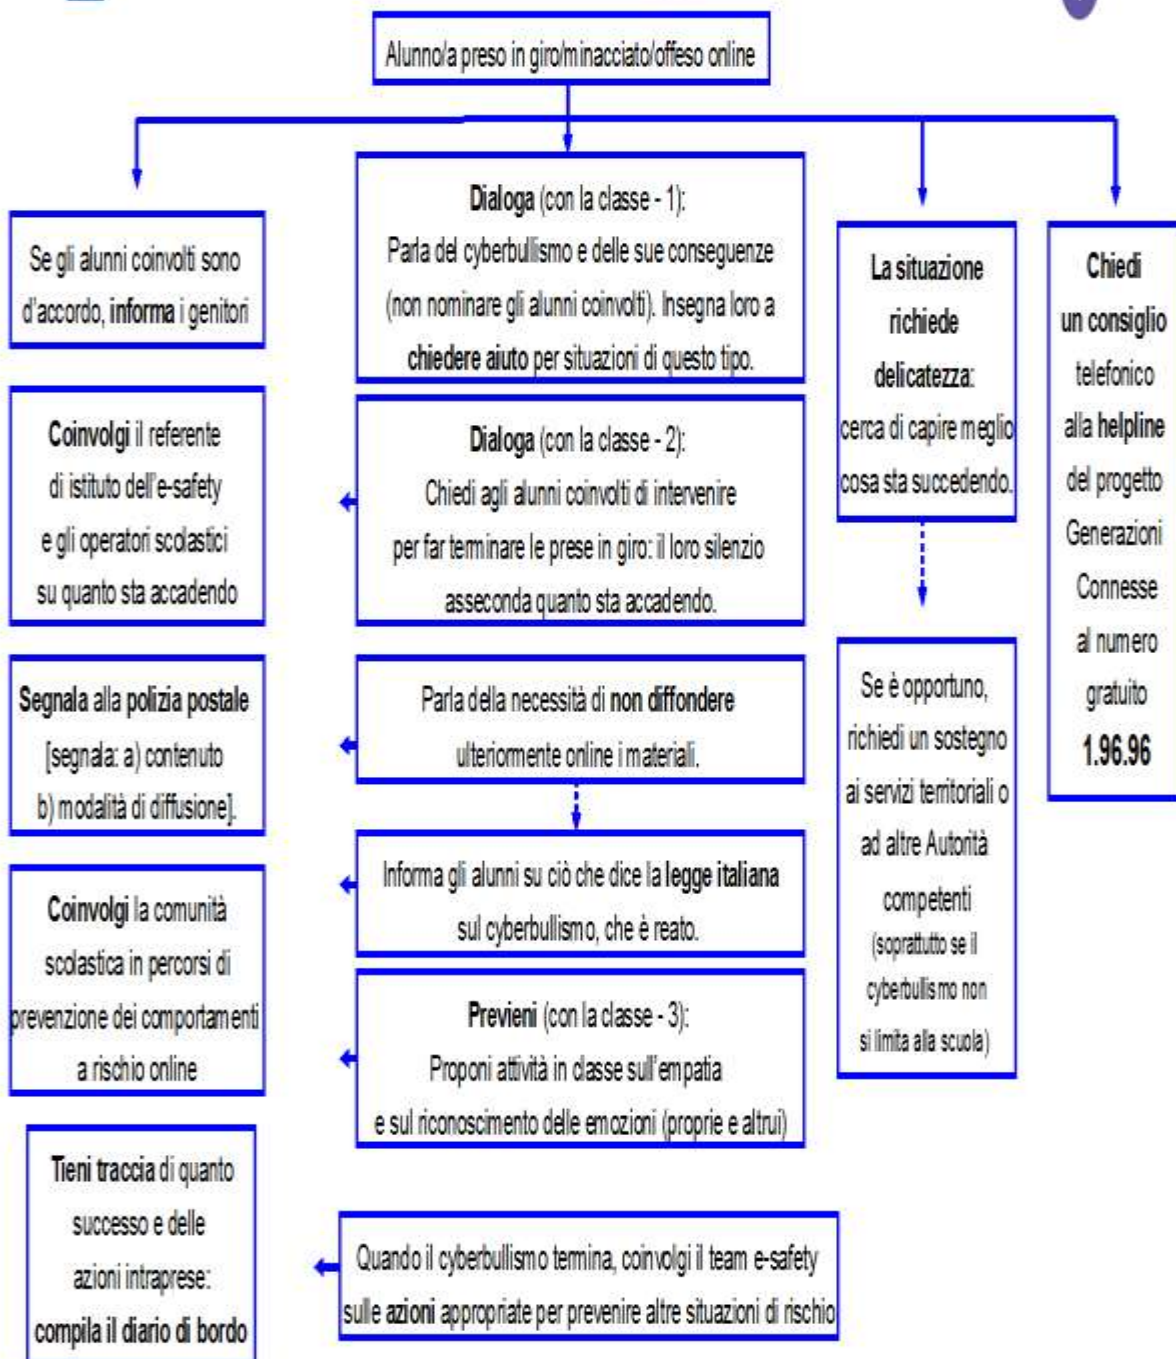 Alunno/a preso in giro/minacciato/offeso online
Se gli alunni coinvolti sono
d'accordo, informa i genitori
Coinvolgi il referente
di istituto dell'e-safety
e gli operatori scolastici
su quanto sta accadendo
Segnala alla polizia postale
[segnala: a) contenuto
b) modalità di diffusione].
Coinvolgi la comunità
scolastica in percorsi di
prevenzione dei comportamenti
a rischio online
Tieni traccia di quanto
successo e delle
azioni intraprese:
compila il diario di bordo
Dialoga (con la classe - 1):
Parla del cyberbullismo e delle sue conseguenze
(non nominare gli alunni coinvolti). Insegna loro a
chiedere aiuto per situazioni di questo tipo.
Dialoga (con la classe - 2):
Chiedi agli alunni coinvolti di intervenire
per far terminare le prese in giro: il loro silenzio
asseconda quanto sta accadendo.
Parla della necessità di non diffondere
ulteriormente online i materiali.
Informa gli alunni su ciò che dice la legge italiana
sul cyberbullismo, che è reato.
Previeni (con la classe - 3):
Proponi attività in classe sull'empatia
e sul riconoscimento delle emozioni (proprie e altrui)
Quando il cyberbullismo termina, coinvolgi il team e-safety
sulle azioni appropriate per prevenire altre situazioni di rischio
La situazione
richiede
delicatezza:
cerca di capire meglio
cosa sta succedendo.
Se è opportuno,
richiedi un sostegno
ai servizi territoriali o
ad altre Autorità
competenti
(soprattutto se il
cyberbullismo non
si limita alla scuola)
Chiedi
un consiglio
telefonico
alla helpline
del progetto
Generazioni
Connesse
al numero
gratuito
1.96.96